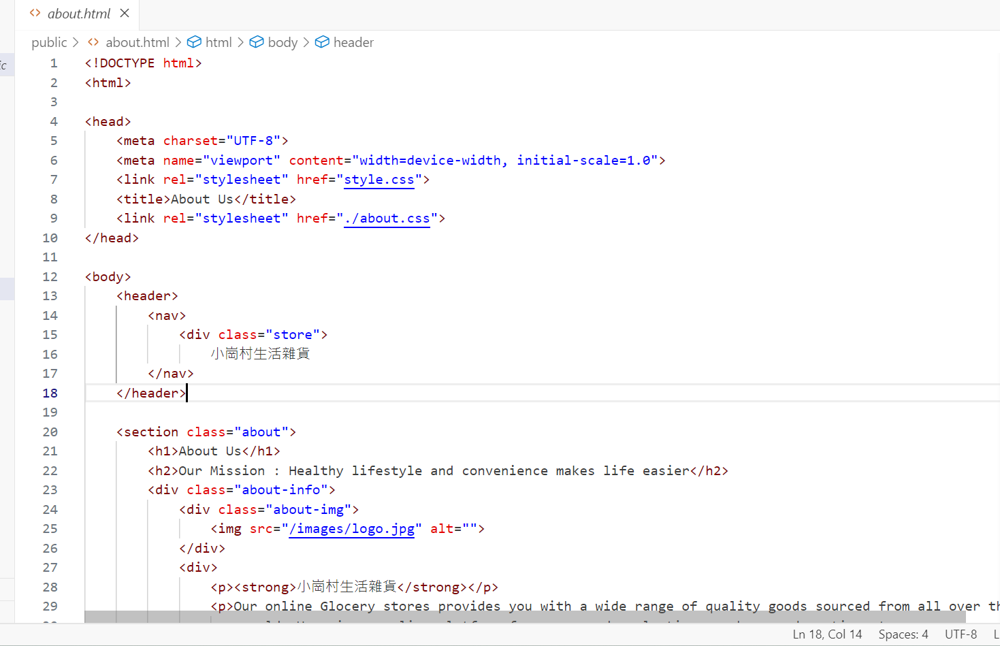 about.html
public > about.html > html > body > header
ic
1 <!DOCTYPE html>
2 <html>
3
4 <head>
5 <meta charset="UTF-8">
6 <meta name="viewport" content="width=device-width, initial-scale=1.0">
7 <link rel="stylesheet" href="style.css">
8 <title>About Us</title>
9 <link rel="stylesheet" href="./about.css">
10 </head>
11
12 <body>
13 <header>
14 <nav>
15 <div class="store">
16 小崗村生活雜貨
17 </nav>
18 </header>
19
20 <section class="about">
21 <h1>About Us</h1>
22 <h2>Our Mission : Healthy lifestyle and convenience makes life easier</h2>
23 <div class="about-info">
24 <div class="about-img">
25 <img src="/images/logo.jpg" alt="">
26 </div>
27 <div>
28 <p><strong>小崗村生活雜貨</strong></p>
29 <p>Our online Glocery stores provides you with a wide range of quality goods sourced from all over th
Ln 18, Col 14 Spaces: 4 UTF-8 L